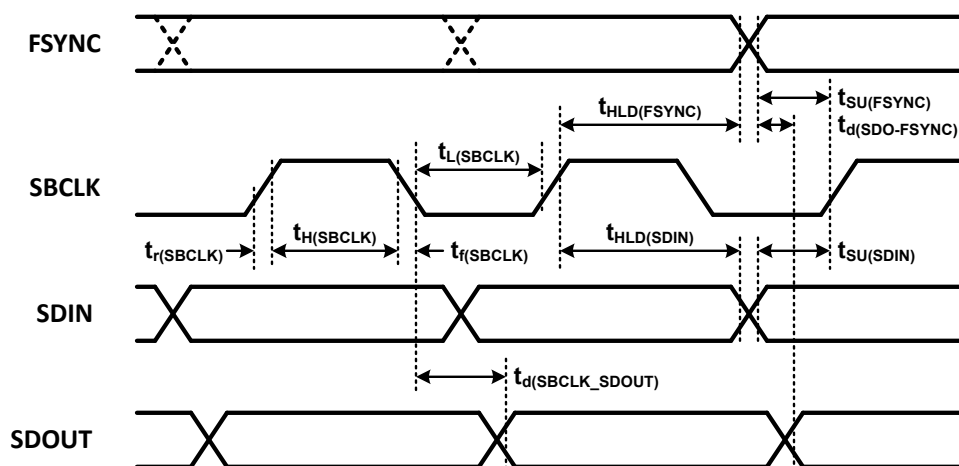 FSYNC
tSU(FSYNC)
tHLD(FSYNC)
td(SDO-FSYNC)
tL(SBCLK)
SBCLK
tr(SBCLK)
tH(SBCLK)
tf(SBCLK)
tHLD(SDIN)
tSU(SDIN)
SDIN
td(SBCLK_SDOUT)
SDOUT